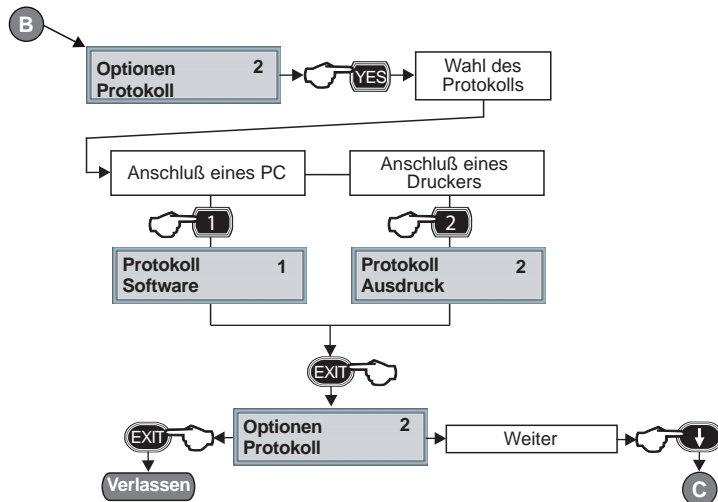 B
Optionen 2
Protokoll
YES
Wahl des
Protokolls
Anschluß eines PC
Anschluß eines
Druckers
1
2
Protokoll 1
Software
Protokoll 2
Ausdruck
EXIT
EXIT
Optionen 2
Protokoll
Weiter
Verlassen
C